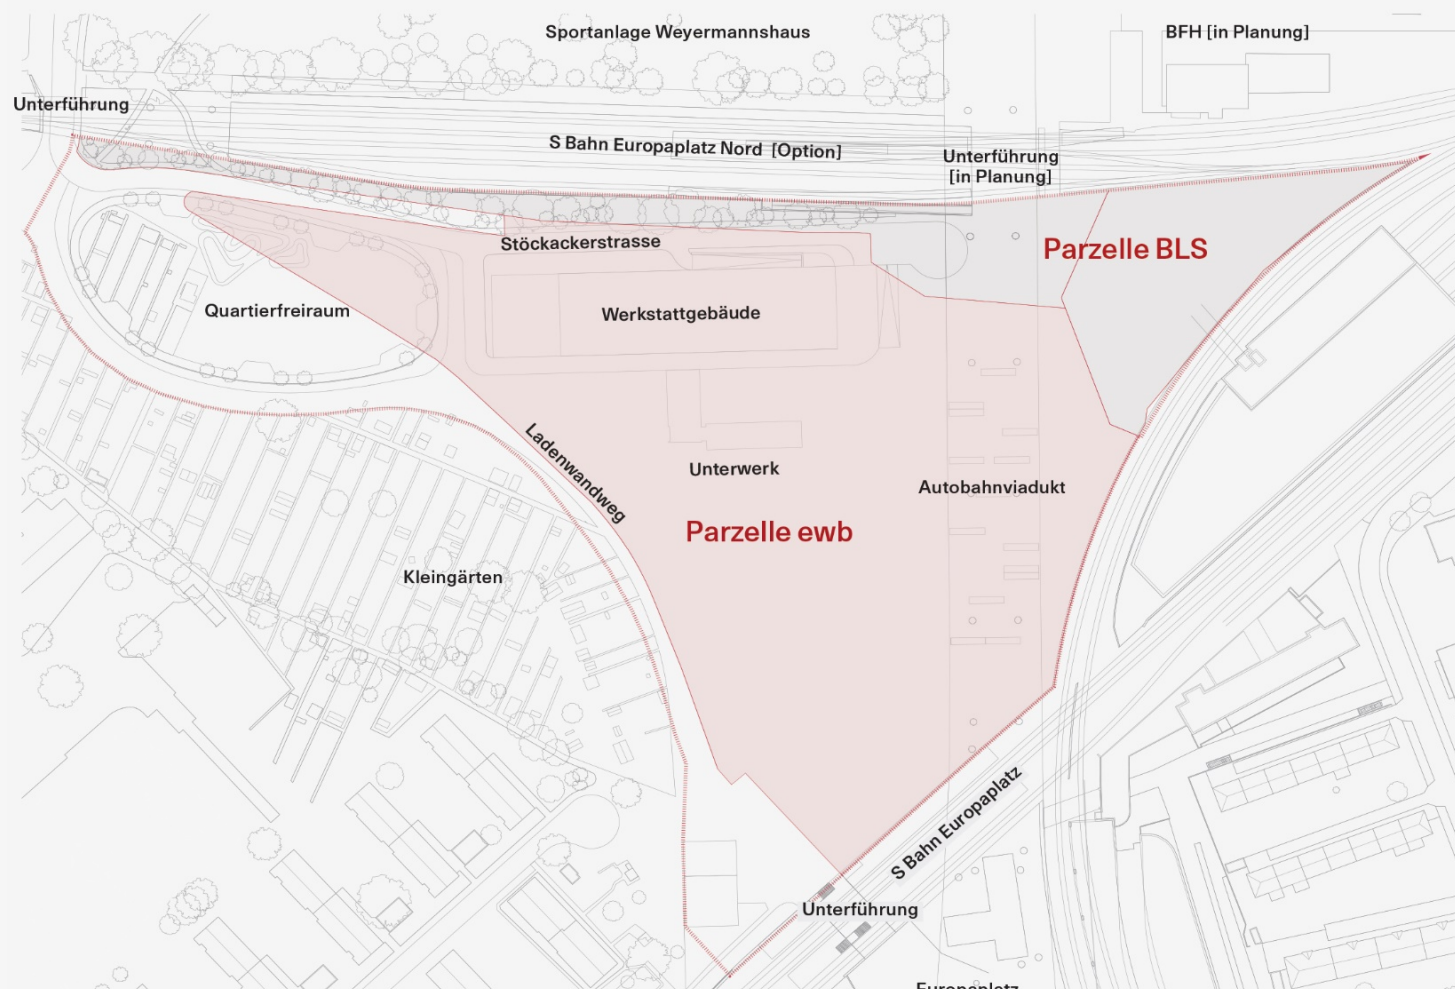 Sportanlage Weyermannshaus
BFH [in Planung]
Unterführung
S Bahn Europaplatz Nord [Option]
Unterführung
[in Planung]
Stöckackerstrasse
Parzelle BLS
Quartierfreiraum
Werkstattgebäude
Ladenwandweg
Unterwerk
Autobahnviadukt
Parzelle ewb
Kleingärten
S Bahn Europaplatz
Unterführung
Europaplatz